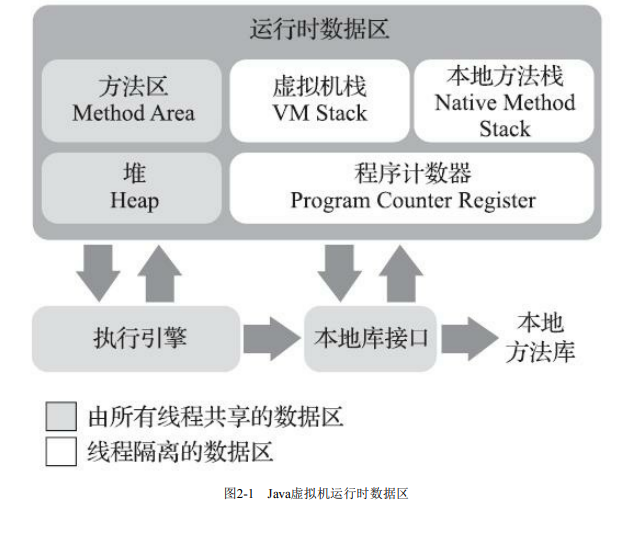 运行时数据区
方法区
Method Area
虚拟机栈
VM Stack
本地方法栈
Native Method
Stack
堆
Heap
程序计数器
Program Counter Register
执行引擎
本地库接口
本地
方法库
由所有线程共享的数据区
线程隔离的数据区
图2-1 Java虚拟机运行时数据区